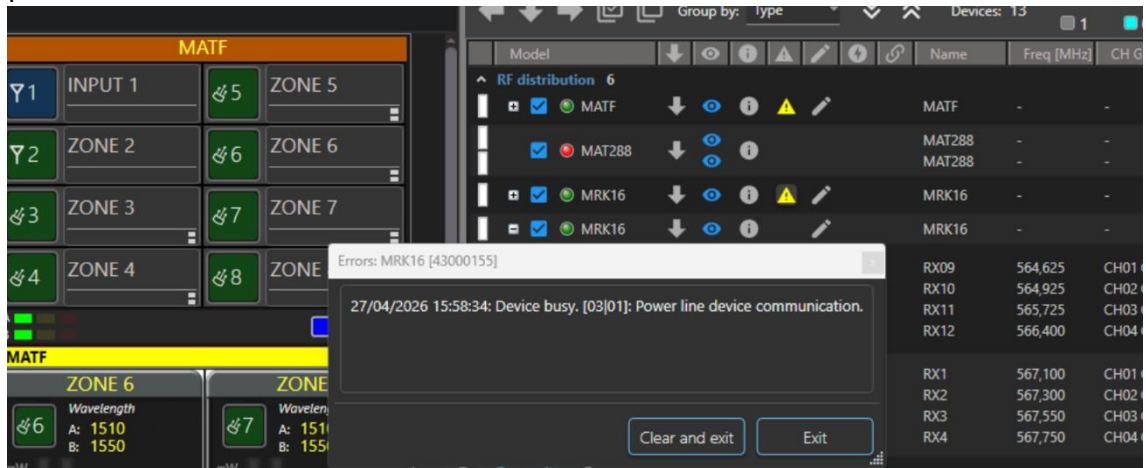 Group by: Type
Devices: 13
1
MATF
1 INPUT 1
5 ZONE 5
2 ZONE 2
6 ZONE 6
3 ZONE 3
7 ZONE 7
4 ZONE 4
8 ZONE
MATF
ZONE 6
Wavelength
6 A: 1510
B: 1550
ZONE
7 A: 151
B: 155
Model Name Freq [MHz] CH G
RF distribution 6
MATF MATF - -
MAT288 MAT288 - -
MAT288 - -
MRK16 MRK16 - -
MRK16 MRK16 - -
RX09 564,625 CH01
RX10 564,925 CH02
RX11 565,725 CH03
RX12 566,400 CH04
RX1 567,100 CH01
RX2 567,300 CH02
RX3 567,550 CH03
RX4 567,750 CH04
Errors: MRK16 [43000155]
27/04/2026 15:58:34: Device busy. [03|01]: Power line device communication.
Clear and exit
Exit